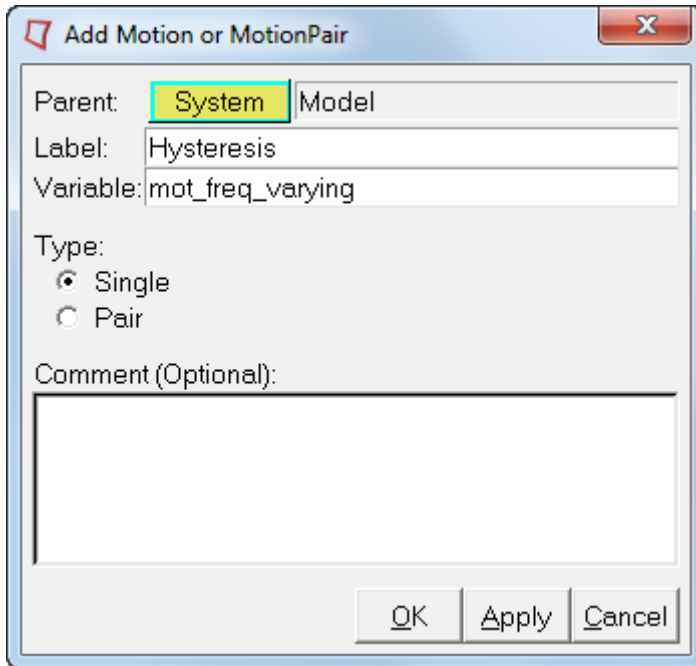 Add Motion or MotionPair
X
Parent: System Model
Label: Hysteresis
Variable: mot_freq_varying
Type:
Single
Pair
Comment (Optional):
OK Apply Cancel